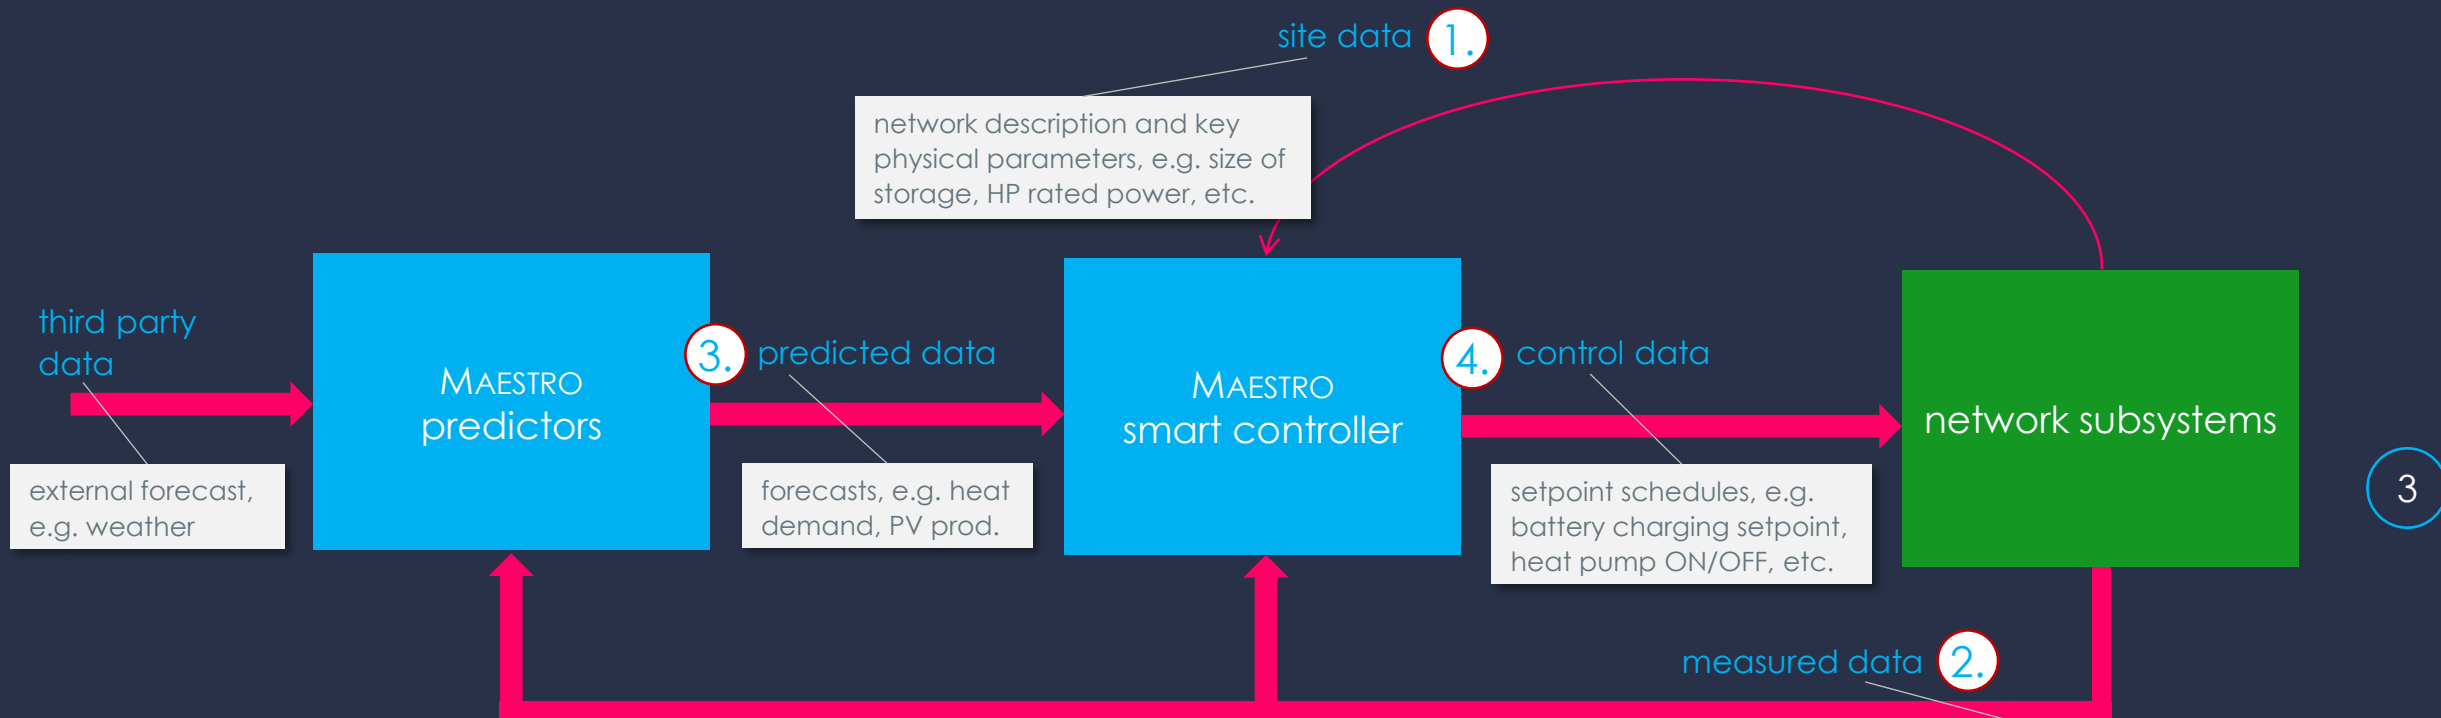 site data 1.
network description and key
physical parameters, e.g. size of
storage, HP rated power, etc.
third party
data
external forecast,
e.g. weather
MAESTRO
predictors
3. predicted data
forecasts, e.g. heat
demand, PV prod.
MAESTRO
smart controller
4. control data
setpoint schedules, e.g.
battery charging setpoint,
heat pump ON/OFF, etc.
network subsystems
3
measured data 2.